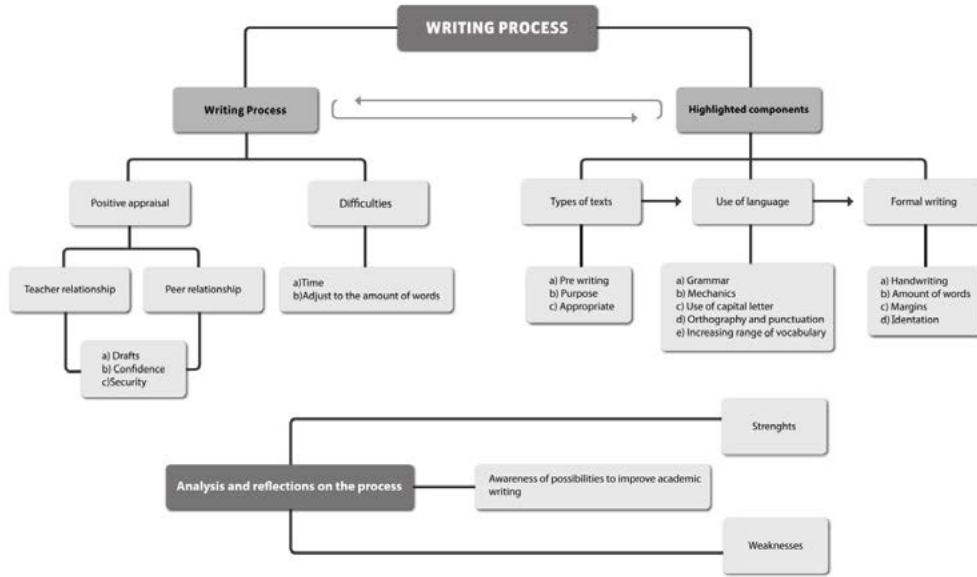 WRITING PROCESS
Writing Process
Highlighted components
Positive appraisal
Difficulties
Types of texts
Use of language
Formal writing
Teacher relationship
Peer relationship
a)Time
b)Adjust to the amount of words
a) Pre writing
b) Purpose
c) Appropriate
a) Grammar
b) Mechanics
c) Use of capital letter
d) Orthography and punctuation
e) Increasing range of vocabulary
a) Handwriting
b) Amount of words
c) Margins
d) Identation
a) Drafts
b) Confidence
c)Security
Strenghts
Analysis and reflections on the process
Awareness of possibilities to improve academic
writing
Weaknesses